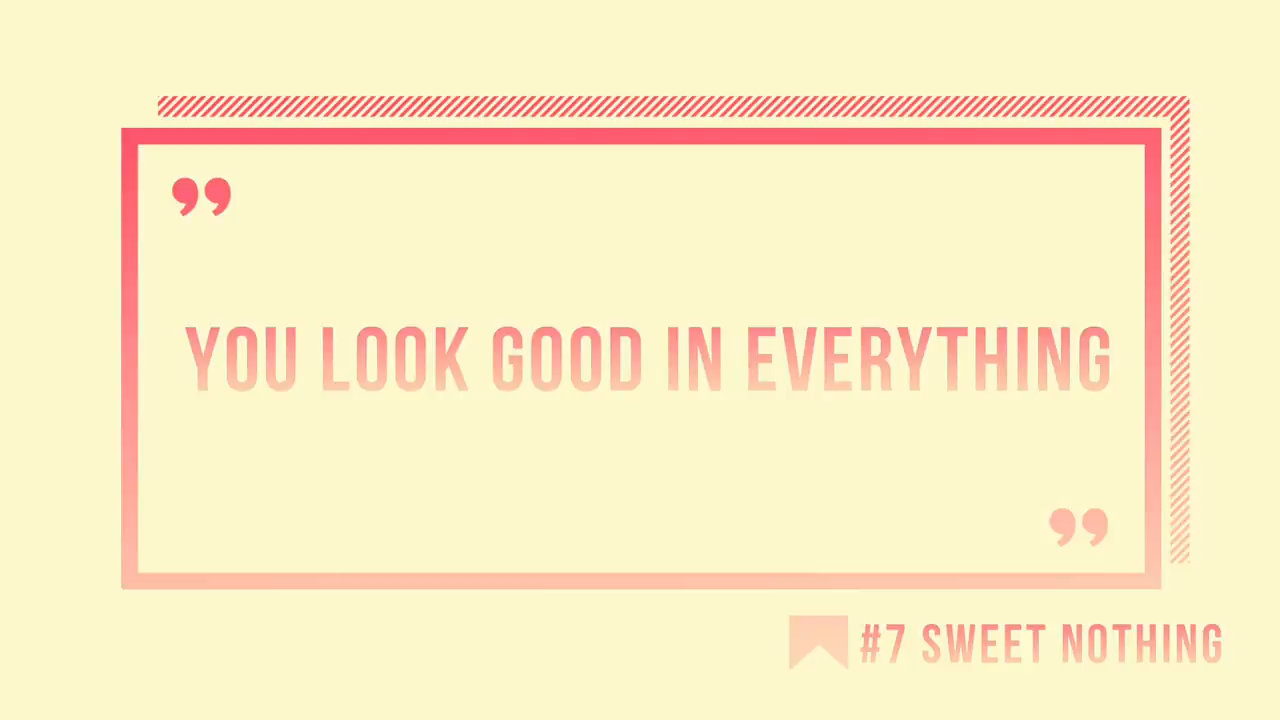 ”
YOU LOOK GOOD IN EVERYTHING
”
#7 SWEET NOTHING